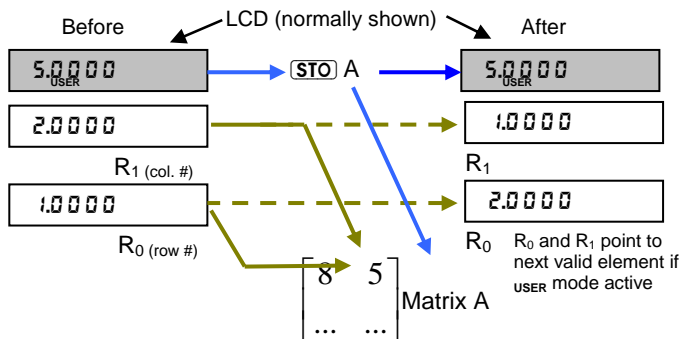 Before LCD (normally shown) After
5.0000 STO A 5.0000
USER USER
2.0000 1.0000
R1 (col. #) R1
1.0000 2.0000
R0 (row #) R0 R0 and R1 point to
next valid element if
USER mode active
8 5
Matrix A
... ...